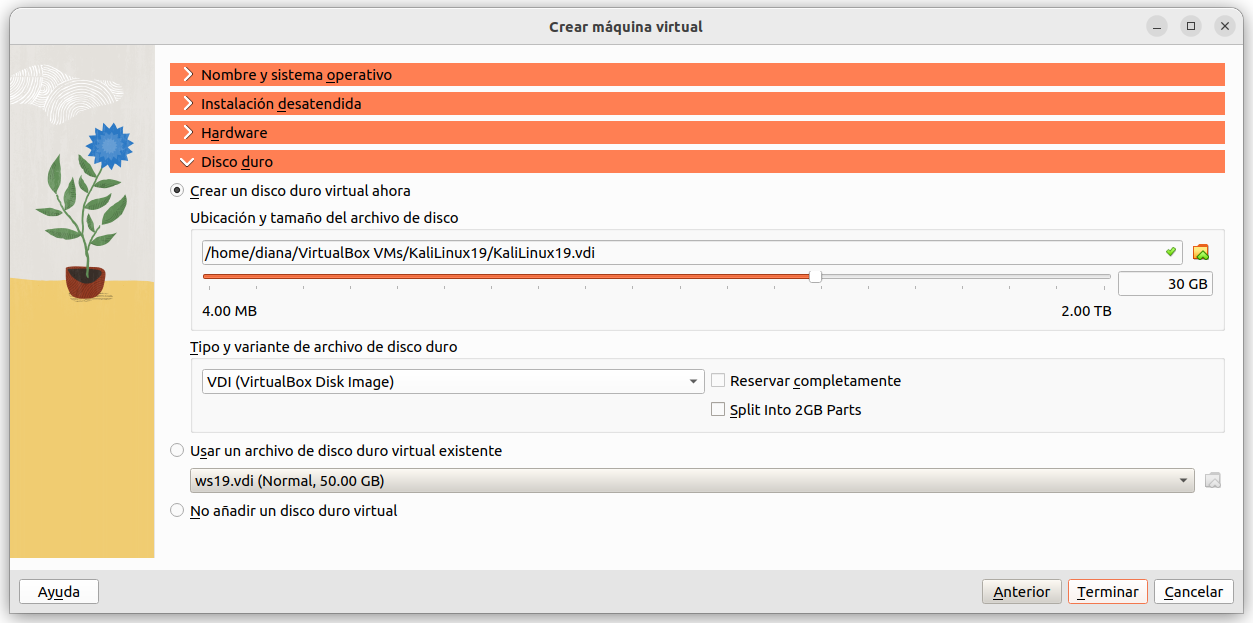 Crear máquina virtual
Nombre y sistema operativo
Instalación desatendida
Hardware
Disco duro
Crear un disco duro virtual ahora
Ubicación y tamaño del archivo de disco
/home/diana/VirtualBox VMs/KaliLinux19/KaliLinux19.vdi
30 GB
4.00 MB 2.00 TB
Tipo y variante de archivo de disco duro
VDI (VirtualBox Disk Image) Reservar completamente
Split Into 2GB Parts
Usar un archivo de disco duro virtual existente
ws19.vdi (Normal, 50.00 GB)
No añadir un disco duro virtual
Ayuda Anterior Terminar Cancelar